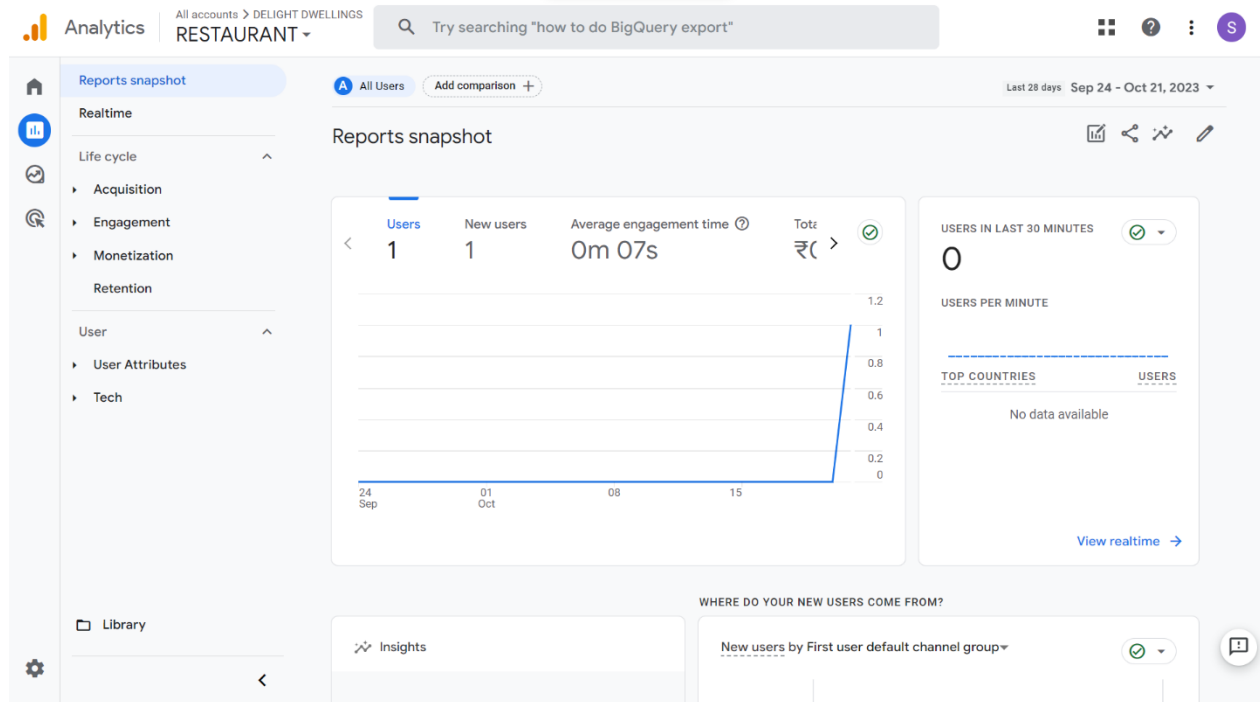 Analytics
All accounts > DELIGHT DWELLINGS
RESTAURANT
Try searching "how to do BigQuery export"
S
Reports snapshot
Realtime
Life cycle
Acquisition
Engagement
Monetization
Retention
User
User Attributes
Tech
Library
A All Users
Add comparison +
Last 28 days Sep 24 - Oct 21, 2023
Reports snapshot
Users
1
New users
1
Average engagement time
0m 07s
Tota
₹0
1.2
1
0.8
0.6
0.4
0.2
0
24 01 08 15
Sep Oct
USERS IN LAST 30 MINUTES
0
USERS PER MINUTE
TOP COUNTRIES USERS
No data available
View realtime
WHERE DO YOUR NEW USERS COME FROM?
Insights
New users by First user default channel group